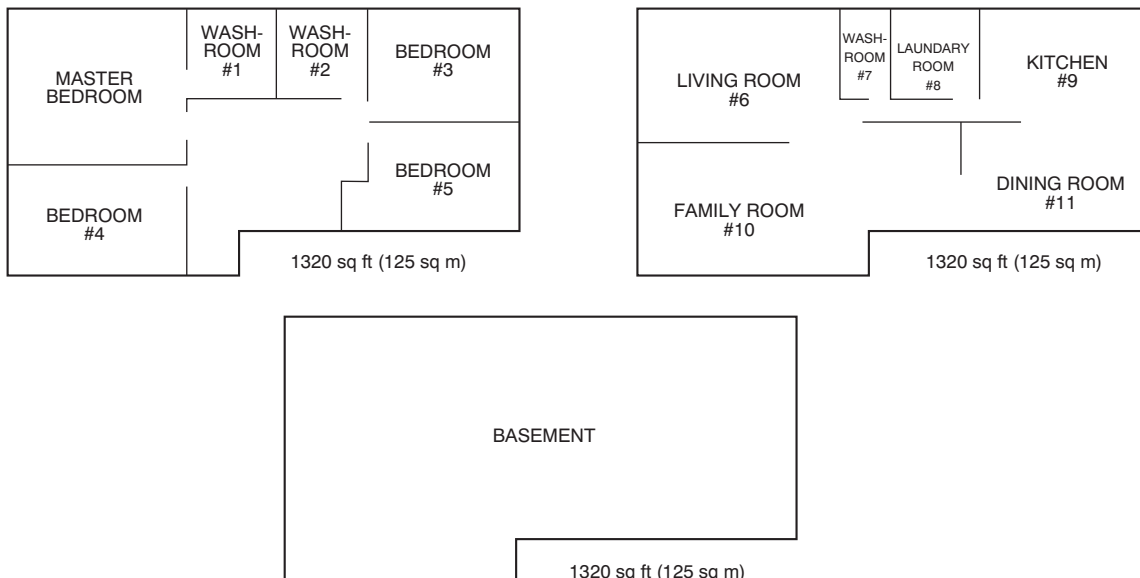 MASTER
BEDROOM
WASH-
ROOM
#1
WASH-
ROOM
#2
BEDROOM
#3
BEDROOM
#4
BEDROOM
#5
1320 sq ft (125 sq m)
LIVING ROOM
#6
WASH-
ROOM
#7
LAUNDARY
ROOM
#8
KITCHEN
#9
FAMILY ROOM
#10
DINING ROOM
#11
1320 sq ft (125 sq m)
BASEMENT
1320 sq ft (125 sq m)